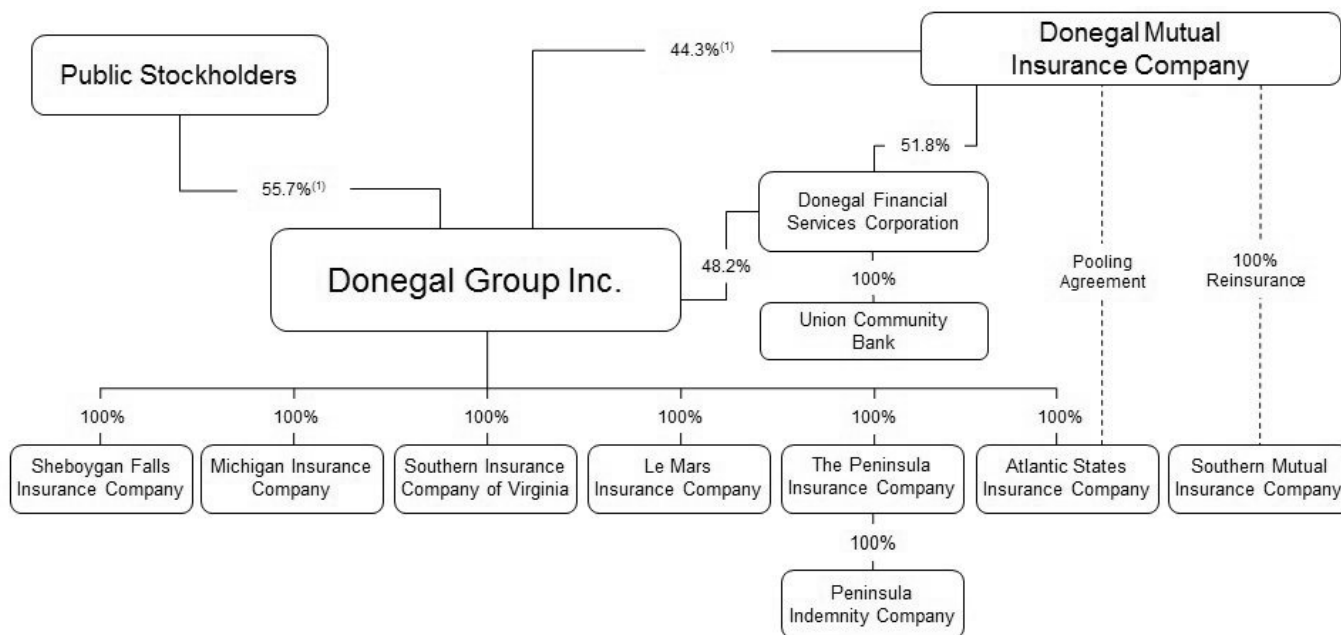 Public Stockholders
44.3%(1)
Donegal Mutual
Insurance Company
51.8%
55.7%(1)
Donegal Financial
Services Corporation
Donegal Group Inc.
48.2%
100%
Pooling
Agreement
100%
Reinsurance
Union Community
Bank
100%
100%
100%
100%
100%
100%
Sheboygan Falls
Insurance Company
Michigan Insurance
Company
Southern Insurance
Company of Virginia
Le Mars
Insurance Company
The Peninsula
Insurance Company
Atlantic States
Insurance Company
Southern Mutual
Insurance Company
100%
Peninsula
Indemnity Company